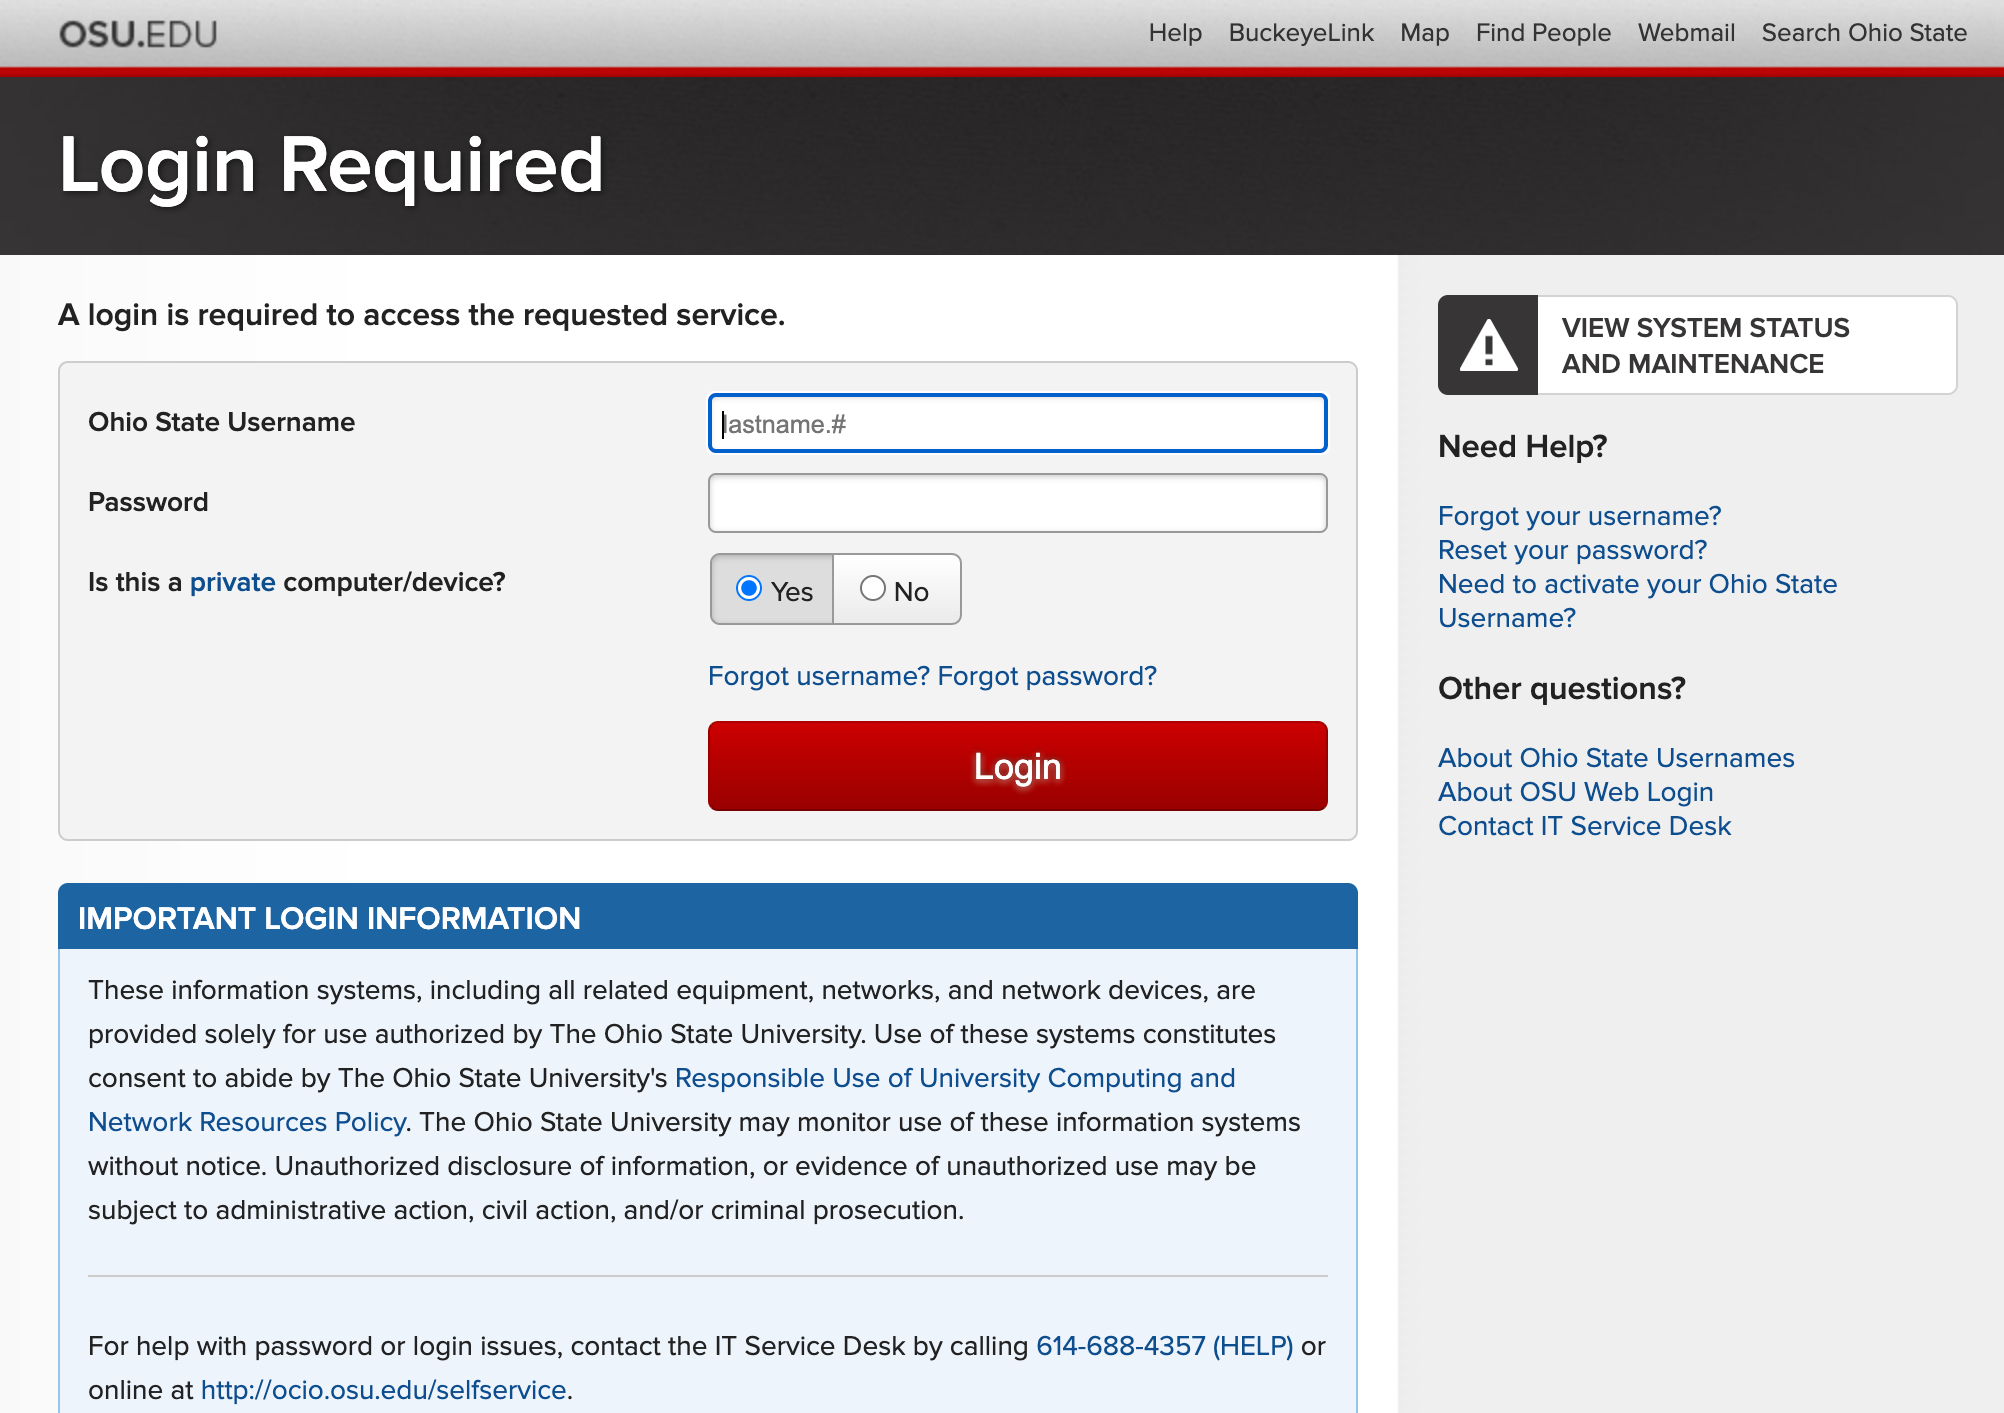 OSU.EDU
Help BuckeyeLink Map Find People Webmail Search Ohio State
Login Required
A login is required to access the requested service.
Ohio State Username
lastname.#
Password
Is this a private computer/device?
Yes No
Forgot username? Forgot password?
Login
VIEW SYSTEM STATUS
AND MAINTENANCE
Need Help?
Forgot your username?
Reset your password?
Need to activate your Ohio State
Username?
Other questions?
About Ohio State Usernames
About OSU Web Login
Contact IT Service Desk
IMPORTANT LOGIN INFORMATION
These information systems, including all related equipment, networks, and network devices, are
provided solely for use authorized by The Ohio State University. Use of these systems constitutes
consent to abide by The Ohio State University's Responsible Use of University Computing and
Network Resources Policy. The Ohio State University may monitor use of these information systems
without notice. Unauthorized disclosure of information, or evidence of unauthorized use may be
subject to administrative action, civil action, and/or criminal prosecution.
For help with password or login issues, contact the IT Service Desk by calling 614-688-4357 (HELP) or
online at http://ocio.osu.edu/selfservice.